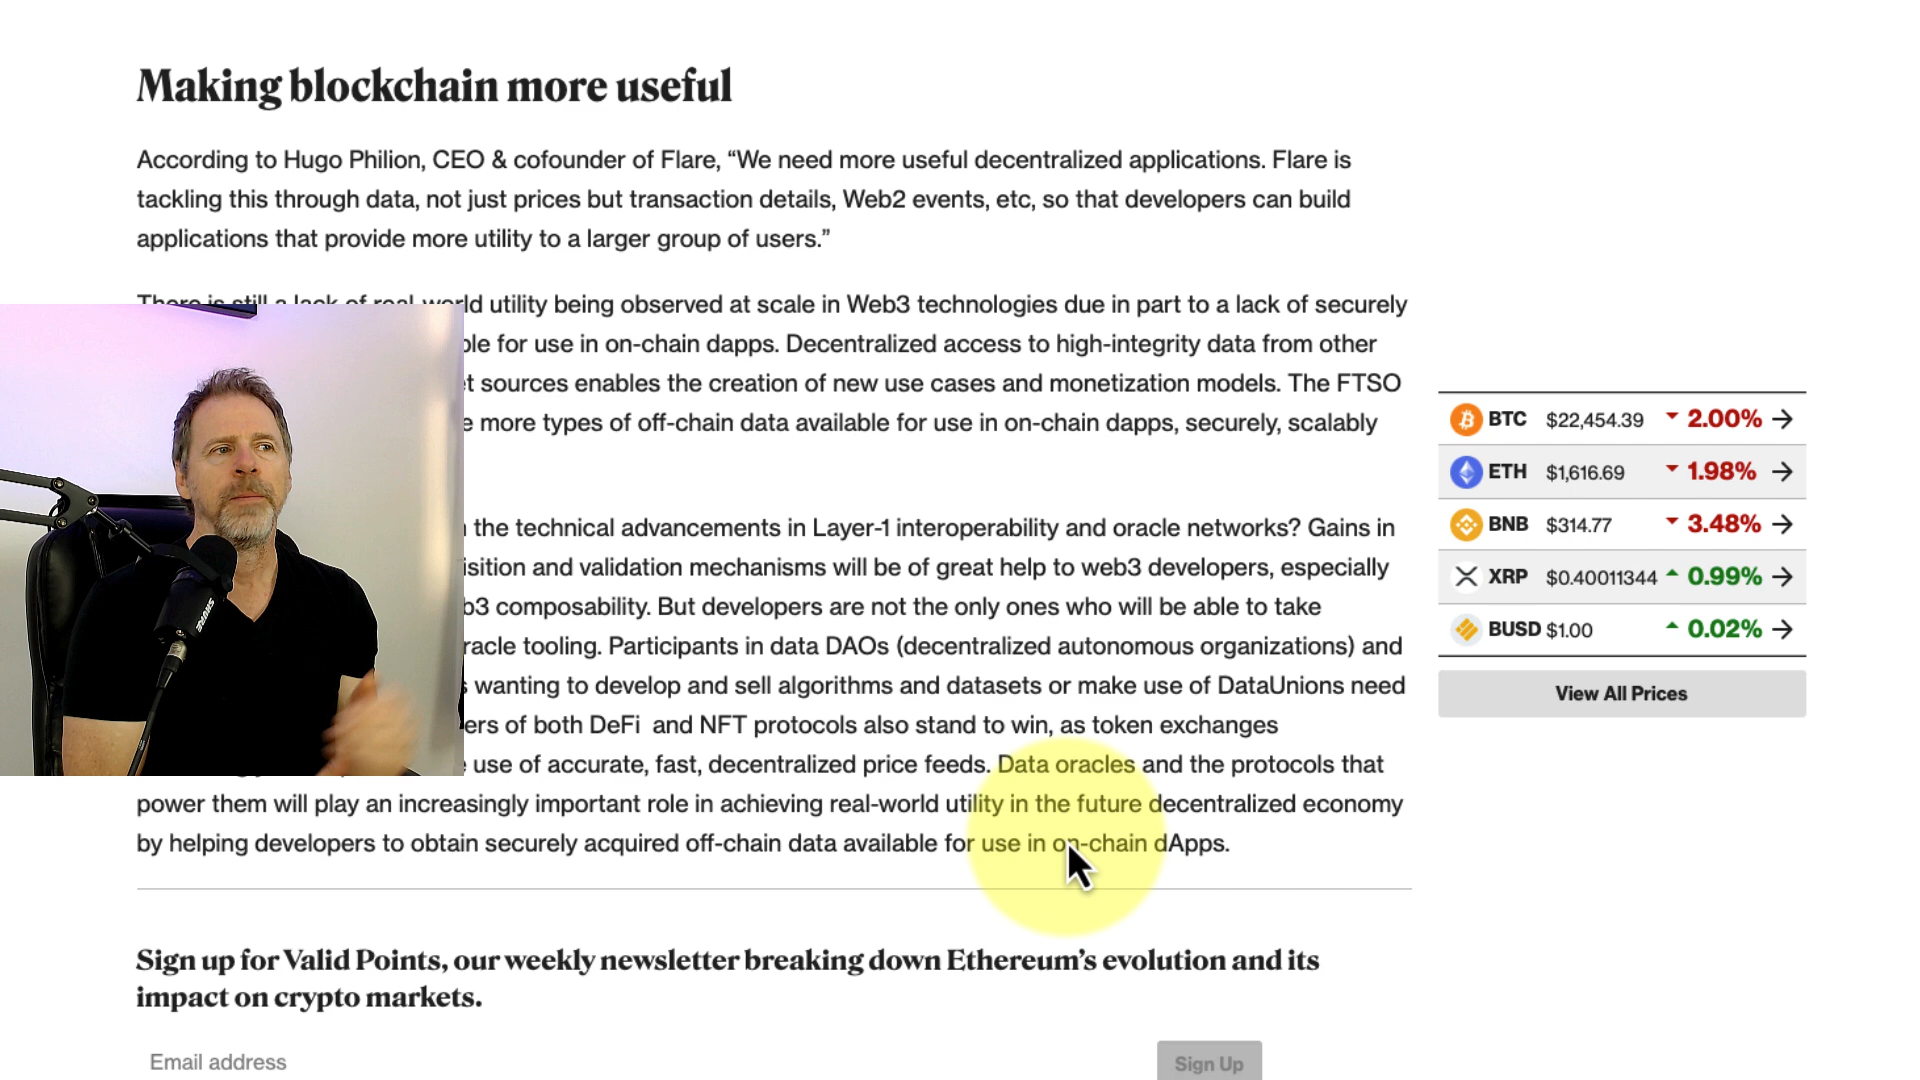 Making blockchain more useful
According to Hugo Philion, CEO & cofounder of Flare, “We need more useful decentralized applications. Flare is
tackling this through data, not just prices but transaction details, Web2 events, etc, so that developers can build
applications that provide more utility to a larger group of users.”
There is still a lack of real-world utility being observed at scale in Web3 technologies due in part to a lack of securely
for use in on-chain dapps. Decentralized access to high-integrity data from other
sources enables the creation of new use cases and monetization models. The FTSO
more types of off-chain data available for use in on-chain dapps, securely, scalably
the technical advancements in Layer-1 interoperability and oracle networks? Gains in
and validation mechanisms will be of great help to web3 developers, especially
composability. But developers are not the only ones who will be able to take
tooling. Participants in data DAOs (decentralized autonomous organizations) and
wanting to develop and sell algorithms and datasets or make use of DataUnions need
of both DeFi and NFT protocols also stand to win, as token exchanges
use of accurate, fast, decentralized price feeds. Data oracles and the protocols that
power them will play an increasingly important role in achieving real-world utility in the future decentralized economy
by helping developers to obtain securely acquired off-chain data available for use in on-chain dApps.
BTC $22,454.39 2.00%
ETH $1,616.69 1.98%
BNB $314.77 3.48%
XRP $0.40011344 0.99%
BUSD $1.00 0.02%
View All Prices
SHURE
Sign up for Valid Points, our weekly newsletter breaking down Ethereum’s evolution and its
impact on crypto markets.
Email address
Sign Up